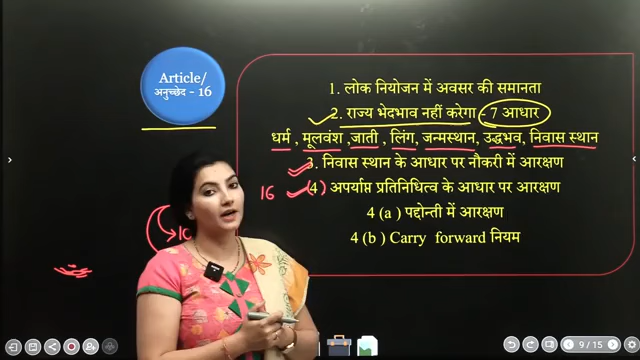 Article/
अनुच्छेद - 16
1. लोक नियोजन में अवसर की समानता
2. राज्य भेदभाव नहीं करेगा - 7 आधार
धर्म , मूलवंश ,जाती , लिंग, जन्मस्थान, उद्भव, निवास स्थान
3. निवास स्थान के आधार पर नौकरी में आरक्षण
16 (4) अपर्याप्त प्रतिनिधित्व के आधार पर आरक्षण
4 (a ) पद्दोन्ती में आरक्षण
4 (b ) Carry forward नियम
9 / 15